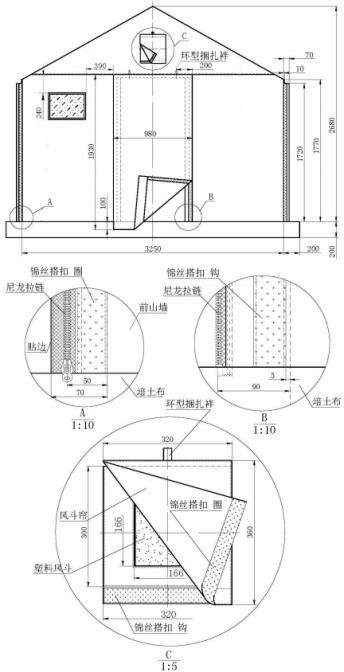 C
环型捆扎袢
70
390
200
10
240
980
1930
1720
1770
2680
100
A
B
3250
200
200
锦丝搭扣 圈
尼龙拉链
前山墙
贴边
50
70
培土布
A
1:10
锦丝搭扣 钩
尼龙拉链
5
90
培土布
B
1:10
环型捆扎袢
320
风斗帘
锦丝搭扣 圈
166
300
360
塑料风斗
166
320
锦丝搭扣 钩
C
1:5